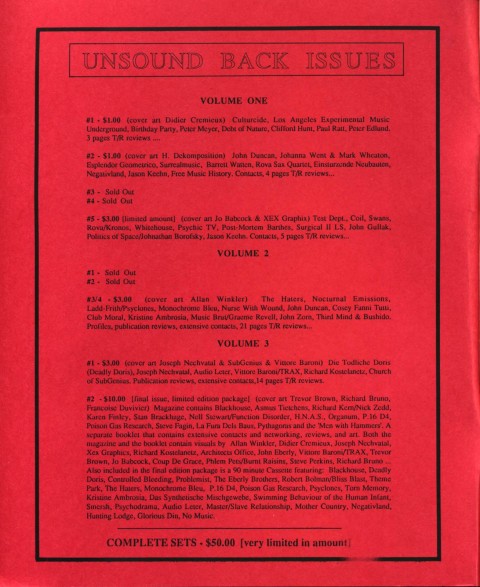 UNSOUND BACK ISSUES
VOLUME ONE
#1 - $1.00 (cover art Didier Cremieux) Culturcide, Los Angeles Experimental Music
Underground, Birthday Party, Peter Meyer, Debt of Nature, Clifford Hunt, Paul Ratt, Peter Edlund.
3 pages T/R reviews ....
#2 - $1.00 (cover art H. Dekomposition) John Duncan, Johanna Went & Mark Wheaton,
Esplendor Geometrico, Surrealmusic, Barrett Watten, Rova Sax Quartet, Einsturzende Neubauten,
Negativland, Jason Keehn, Free Music History. Contacts, 4 pages T/R reviews...
#3 - Sold Out
#4 - Sold Out
#5 - $3.00 [limited amount] (cover art Jo Babcock & XEX Graphix) Test Dept., Coil, Swans,
Rova/Kronos, Whitehouse, Psychic TV, Post-Mortem Barthes, Surgical II LS, John Gullak,
Politics of Space/Johnathan Borofsky, Jason Keehn. Contacts, 5 pages T/R reviews...
VOLUME 2
#1 - Sold Out
#2 - Sold Out
#3/4 - $3.00 (cover art Allan Winkler) The Haters, Nocturnal Emissions,
Ladd-Frith/Psyclones, Monochrome Bleu, Nurse With Wound, John Duncan, Cosey Fanni Tutti,
Club Moral, Kristine Ambrosia, Music Brut/Graeme Revell, John Zorn, Third Mind & Bushido.
Profiles, publication reviews, extensive contacts, 21 pages T/R reviews...
VOLUME 3
#1 - $3.00 (cover art Joseph Nechvatal & SubGenius & Vittore Baroni) Die Todliche Doris
(Deadly Doris), Joseph Nechvatal, Audio Leter, Vittore Baroni/TRAX, Richard Kostelanetz, Church
of SubGenius. Publication reviews, extensive contacts,14 pages T/R reviews.
#2 - $10.00 [final issue, limited edition package] (cover art Trevor Brown, Richard Bruno,
Francoise Duvivier) Magazine contains Blackhouse, Asmus Tietchens, Richard Kern/Nick Zedd,
Karen Finley, Stan Brackhage, Neill Stewart/Function Disorder, H.N.A.S., Organum, P.16 D4,
Poison Gas Research, Steve Fagin, La Fura Dels Baus, Pythagoras and the 'Men with Hammers'. A
separate booklet that contains extensive contacts and networking, reviews, and art. Both the
magazine and the booklet contain visuals by Allan Winkler, Didier Cremieux, Joseph Nechvatal,
Xex Graphics, Richard Kostelanetz, Architects Office, John Eberly, Vittore Baroni/TRAX, Trevor
Brown, Jo Babcock, Coup De Grace, Phlem Pets/Burnt Raisins, Steve Perkins, Richard Bruno ...
Also included in the final edition package is a 90 minute Cassette featuring: Blackhouse, Deadly
Doris, Controlled Bleeding, Problemist, The Eberly Brothers, Robert Bolman/Bliss Blast, Theme
Park, The Haters, Monochrome Bleu, P.16 D4, Poison Gas Research, Psyclones, Torn Memory,
Kristine Ambrosia, Das Synthetische Mischgewebe, Swimming Behaviour of the Human Infant,
Smersh, Psychodrama, Audio Leter, Master/Slave Relationship, Mother Country, Negativland,
Hunting Lodge, Glorious Din, No Music.
COMPLETE SETS - $50.00 [very limited in amount]